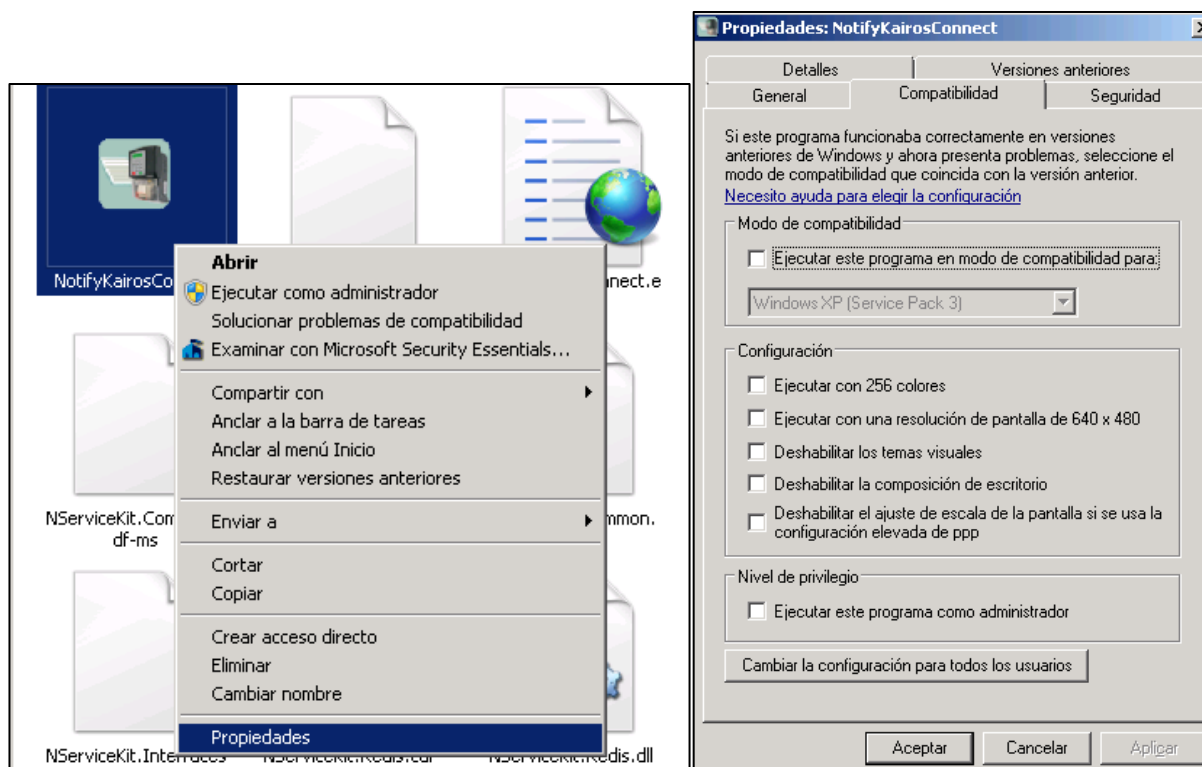 NotifyKairosCo
nnect.e
Abrir
Ejecutar como administrador
Solucionar problemas de compatibilidad
Examinar con Microsoft Security Essentials...
Compartir con
Anclar a la barra de tareas
Anclar al menú Inicio
Restaurar versiones anteriores
Enviar a
Cortar
Copiar
Crear acceso directo
Eliminar
Cambiar nombre
Propiedades
NServiceKit.Com
df-ms
mmon.
NServiceKit.Interfaces
NServiceKit.Redis.cdf
NServiceKit.Redis.dll
Propiedades: NotifyKairosConnect
Detalles
Versiones anteriores
General
Compatibilidad
Seguridad
Si este programa funcionaba correctamente en versiones
anteriores de Windows y ahora presenta problemas, seleccione el
modo de compatibilidad que coincida con la versión anterior.
Necesito ayuda para elegir la configuración
Modo de compatibilidad
Ejecutar este programa en modo de compatibilidad para:
Windows XP (Service Pack 3)
Configuración
Ejecutar con 256 colores
Ejecutar con una resolución de pantalla de 640 x 480
Deshabilitar los temas visuales
Deshabilitar la composición de escritorio
Deshabilitar el ajuste de escala de la pantalla si se usa la
configuración elevada de ppp
Nivel de privilegio
Ejecutar este programa como administrador
Cambiar la configuración para todos los usuarios
Aceptar
Cancelar
Aplicar